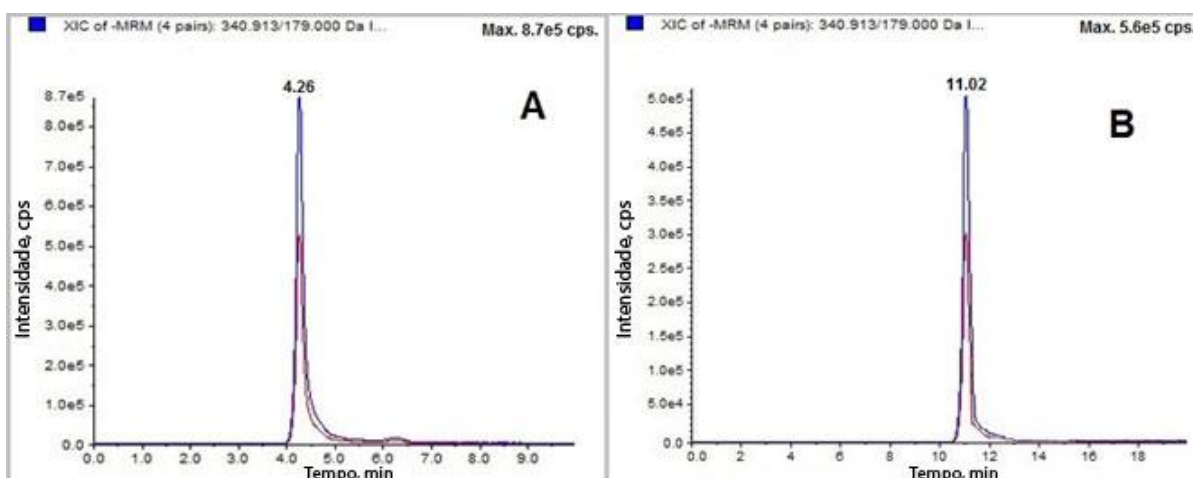 XIC of -MRM (4 pairs): 340.913/179.000 Da I...
Max. 8.7e5 cps.
4.26
A
8.7e5
8.0e5
7.0e5
6.0e5
5.0e5
4.0e5
3.0e5
2.0e5
1.0e5
0.0
Intensidade, cps
0.0 1.0 2.0 3.0 4.0 5.0 6.0 7.0 8.0 9.0
Tempo, min
XIC of -MRM (4 pairs): 340.913/179.000 Da I...
Max. 5.6e5 cps.
11.02
B
5.0e5
4.5e5
4.0e5
3.5e5
3.0e5
2.5e5
2.0e5
1.5e5
1.0e5
5.0e4
0.0
Intensidade, cps
0.0 2.0 4.0 6.0 8.0 10 12 14 16 18
Tempo, min